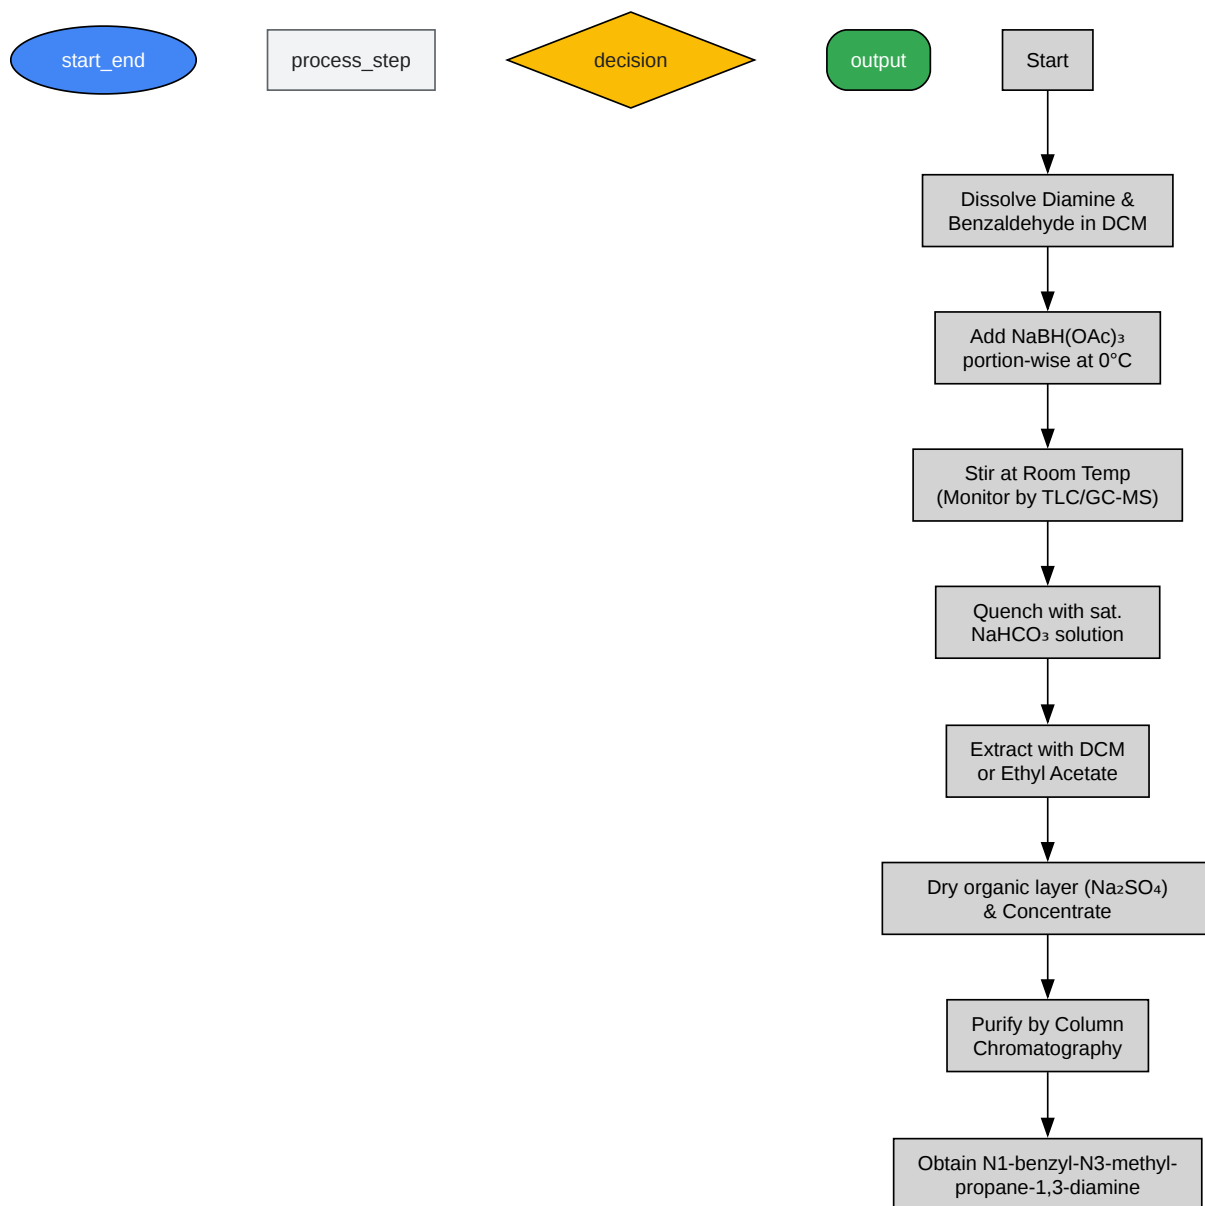 start_end
process_step
decision
output
Start
Dissolve Diamine &
Benzaldehyde in DCM
Add NaBH(OAc)₃
portion-wise at 0°C
Stir at Room Temp
(Monitor by TLC/GC-MS)
Quench with sat.
NaHCO₃ solution
Extract with DCM
or Ethyl Acetate
Dry organic layer (Na₂SO₄)
& Concentrate
Purify by Column
Chromatography
Obtain N1-benzyl-N3-methyl-
propane-1,3-diamine